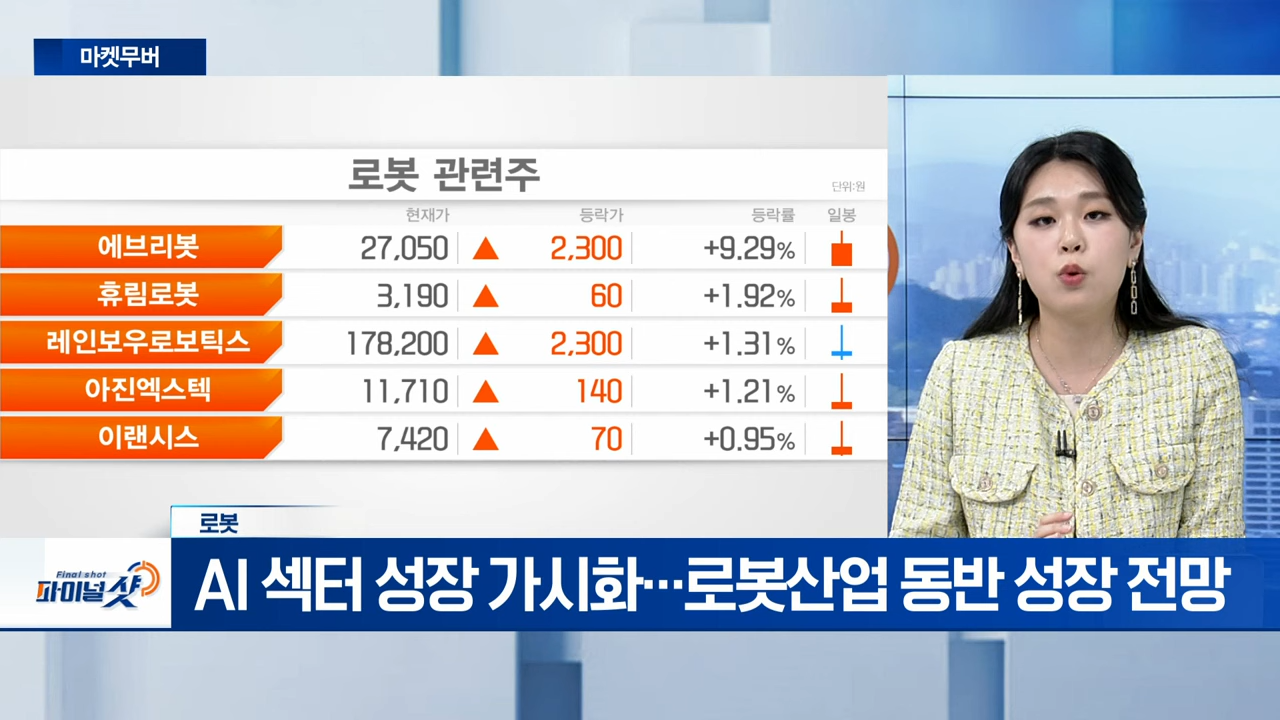 마켓무버
로봇 관련주
단위:원
현재가 등락가 등락률 일봉
에브리봇 27,050 ▲ 2,300 +9.29%
휴림로봇 3,190 ▲ 60 +1.92%
레인보우로보틱스 178,200 ▲ 2,300 +1.31%
아진엑스텍 11,710 ▲ 140 +1.21%
이랜시스 7,420 ▲ 70 +0.95%
로봇
Final shot
파이널샷
AI 섹터 성장 가시화…로봇산업 동반 성장 전망